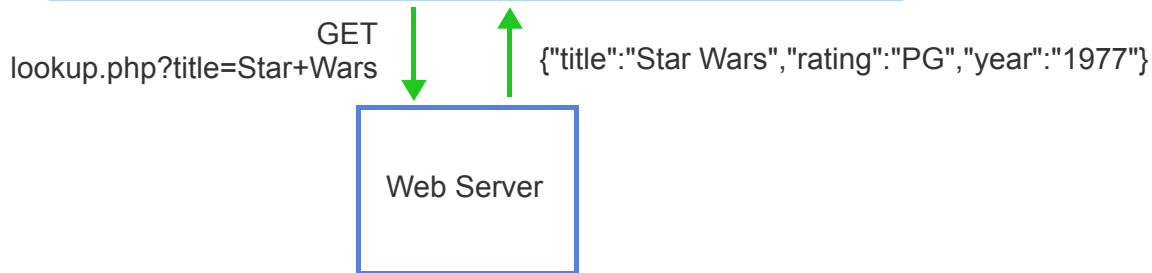 GET
lookup.php?title=Star+Wars
{"title":"Star Wars","rating":"PG","year":"1977"}
Web Server